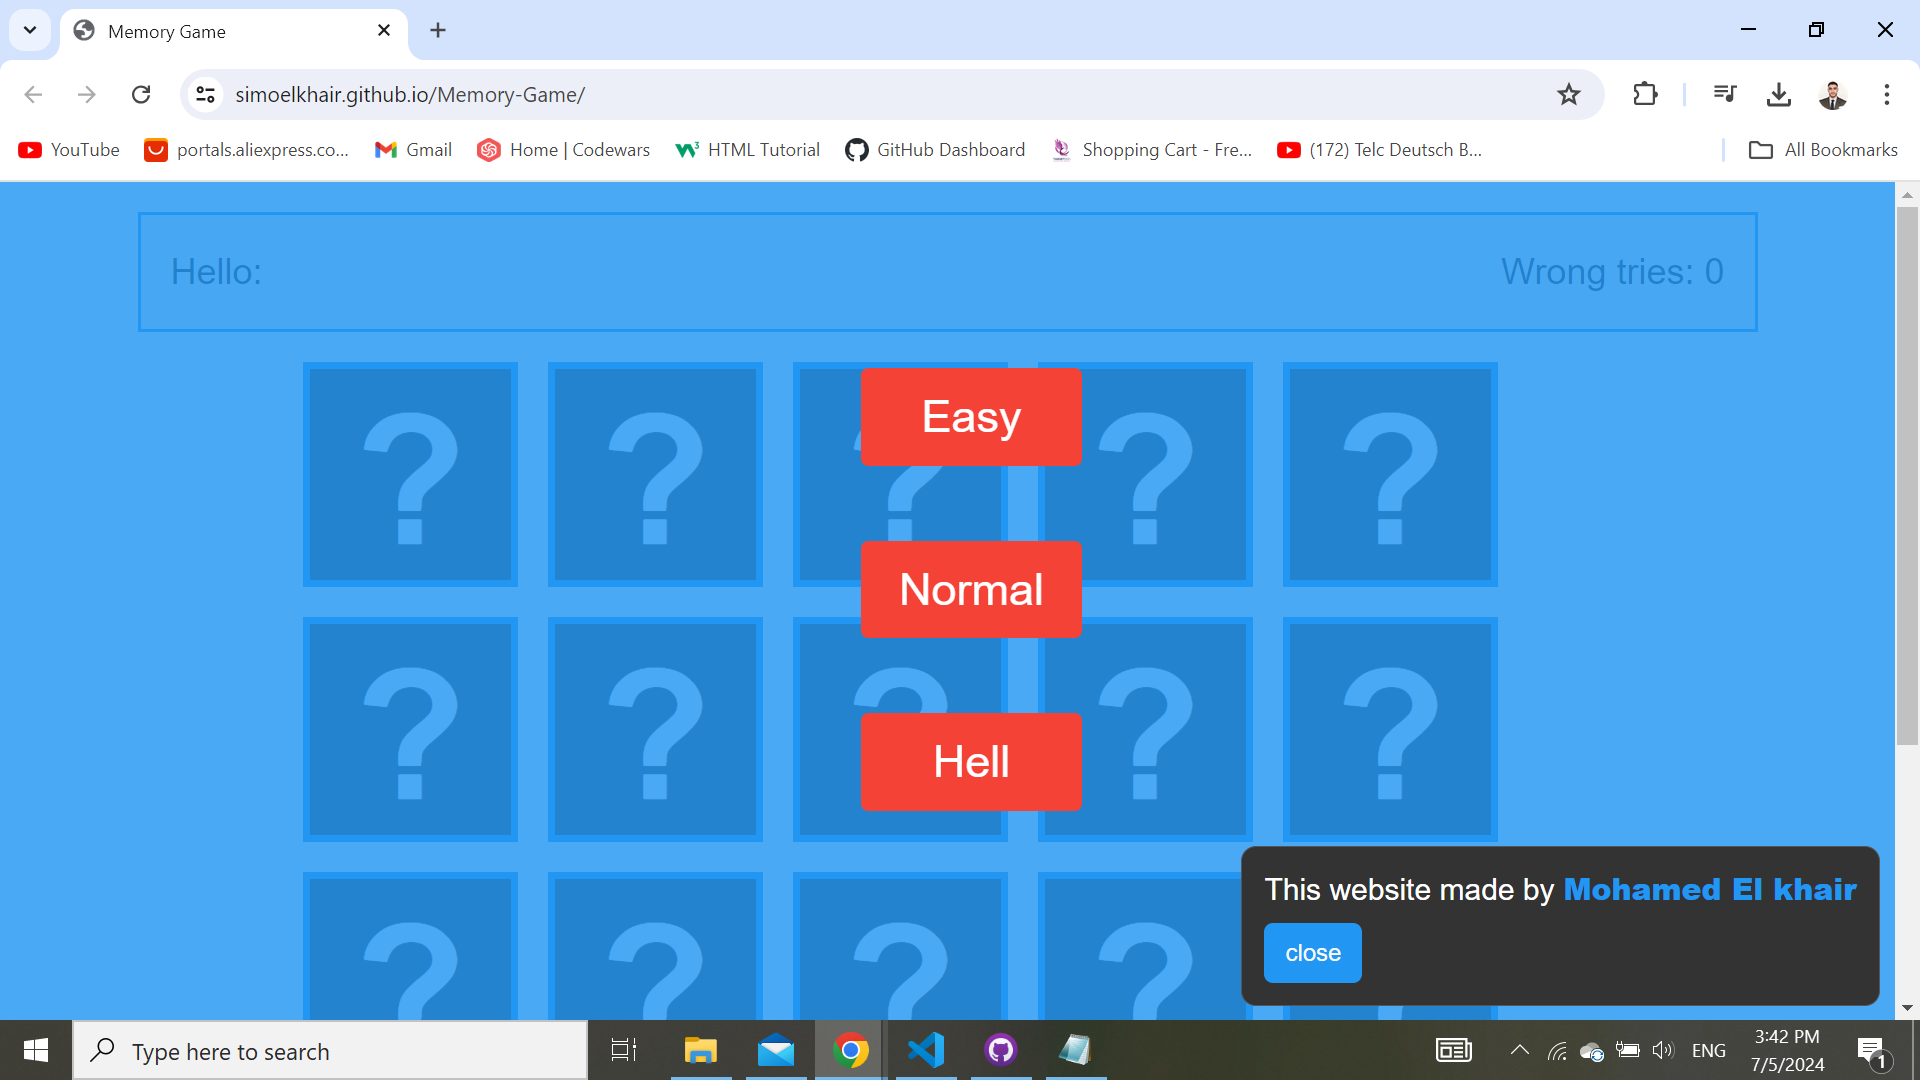 Memory Game
simoelkhair.github.io/Memory-Game/
YouTube
portals.aliexpress.co...
Gmail
Home | Codewars
HTML Tutorial
GitHub Dashboard
Shopping Cart - Fre...
(172) Telc Deutsch B...
All Bookmarks
Hello:
Wrong tries: 0
? ? ? ? ?
Easy
Normal
? ? ? ? ?
Hell
? ? ? ?
This website made by Mohamed El khair
close
Type here to search
ENG
3:42 PM
7/5/2024
1